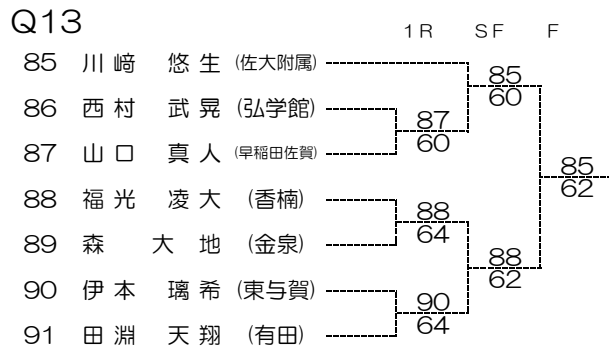 Q13
1R SF F
85 川﨑 悠生 (佐大附属)
86 西村 武晃 (弘学館)
87 山口 真人 (早稲田佐賀)
88 福光 凌大 (香楠)
89 森 大地 (金泉)
90 伊本 璃希 (東与賀)
91 田淵 天翔 (有田)
87
60
88
64
90
64
85
60
88
62
85
62